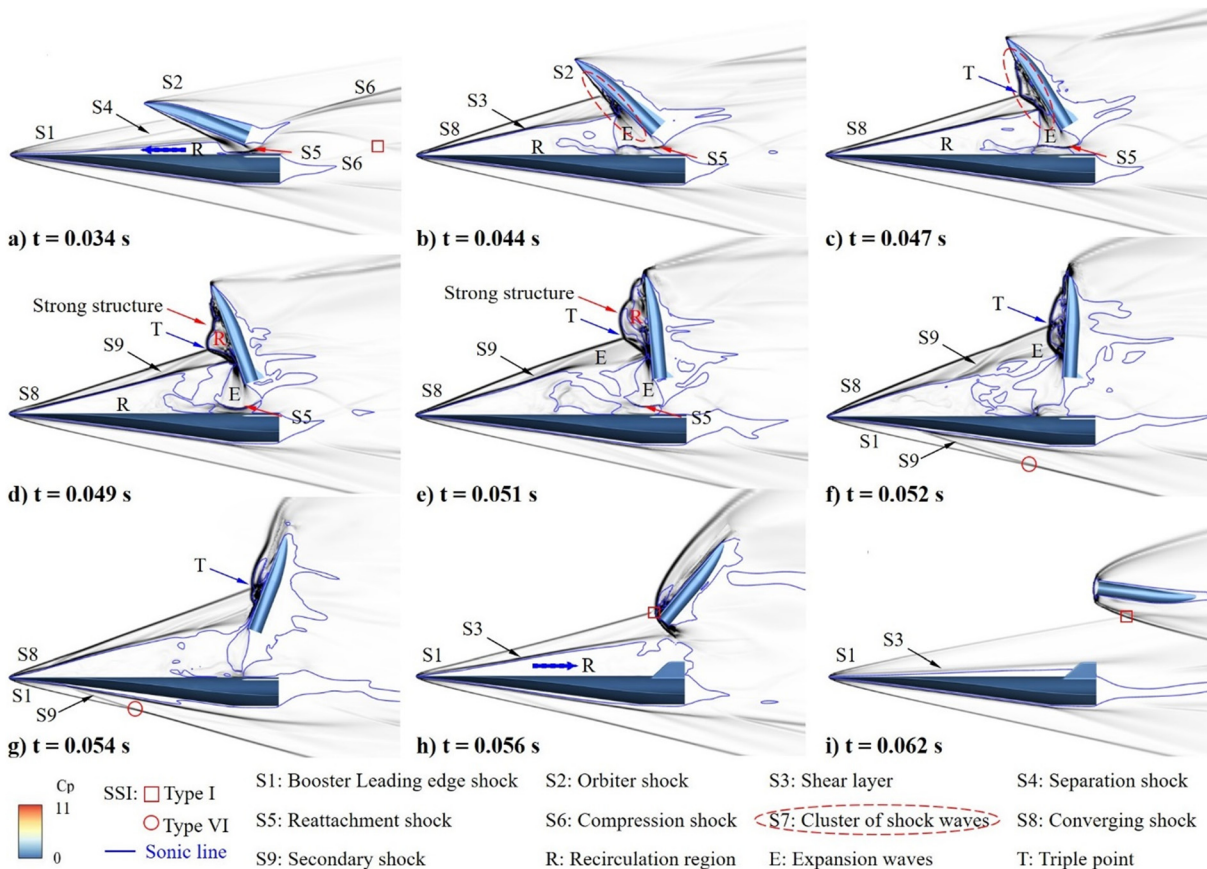 S2
S6
S4
S1
R
S5
S6
a) t = 0.034 s
S2
S3
S8
E
R
S5
b) t = 0.044 s
T
S8
E
R
S5
c) t = 0.047 s
Strong structure
R
T
S9
S8
E
R
S5
d) t = 0.049 s
Strong structure
R
T
S9
E
S8
E
R
S5
e) t = 0.051 s
T
S9
E
S8
S1
S9
f) t = 0.052 s
T
S8
S1
S9
g) t = 0.054 s
S3
S1
R
h) t = 0.056 s
S3
S1
i) t = 0.062 s
Cp
11
0
SSI: Type I
Type VI
Sonic line
S1: Booster Leading edge shock
S2: Orbiter shock
S3: Shear layer
S4: Separation shock
S5: Reattachment shock
S6: Compression shock
S7: Cluster of shock waves
S8: Converging shock
S9: Secondary shock
R: Recirculation region
E: Expansion waves
T: Triple point